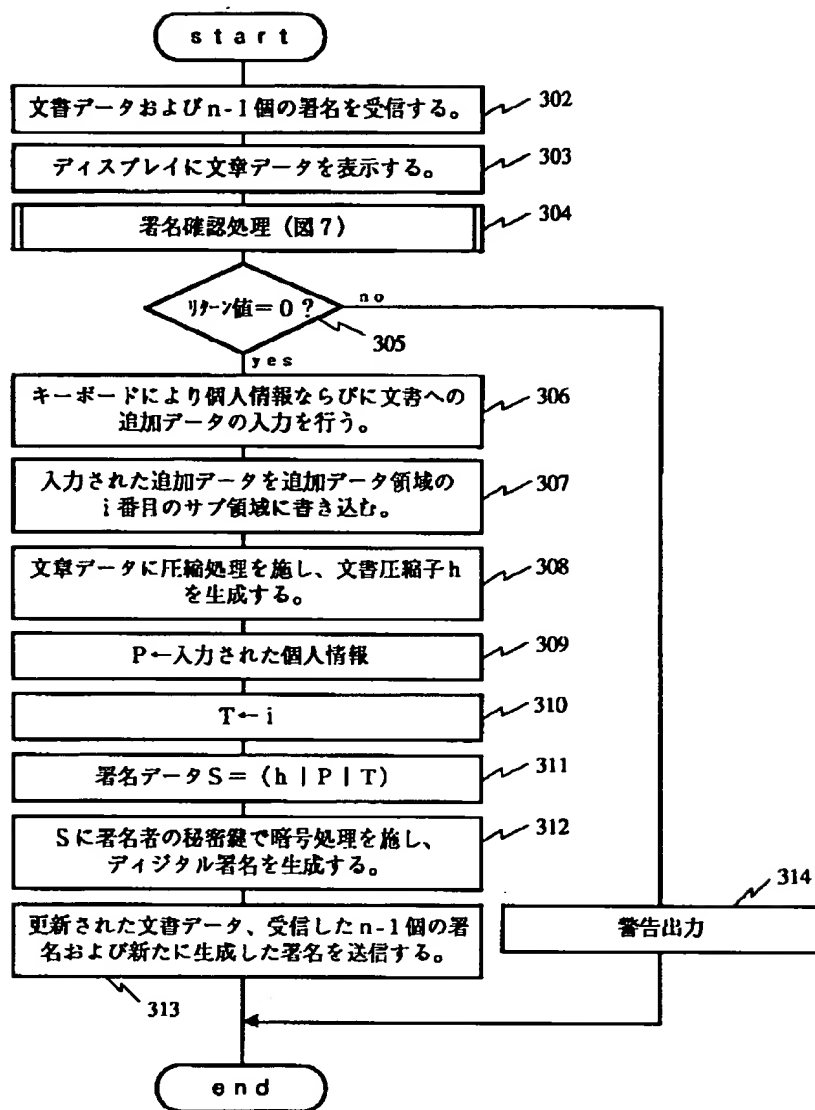 start
文書データおよびn-1個の署名を受信する。
302
ディスプレイに文章データを表示する。
303
署名確認処理（図７）
304
リターン値＝０？
no
305
yes
キーボードにより個人情報ならびに文書への
追加データの入力を行う。
306
入力された追加データを追加データ領域の
ｉ番目のサブ領域に書き込む。
307
文章データに圧縮処理を施し、文書圧縮子ｈ
を生成する。
308
Ｐ←入力された個人情報
309
Ｔ←ｉ
310
署名データＳ＝（ｈ｜Ｐ｜Ｔ）
311
Ｓに署名者の秘密鍵で暗号処理を施し、
ディジタル署名を生成する。
312
更新された文書データ、受信したn-1個の署
名および新たに生成した署名を送信する。
313
警告出力
314
end